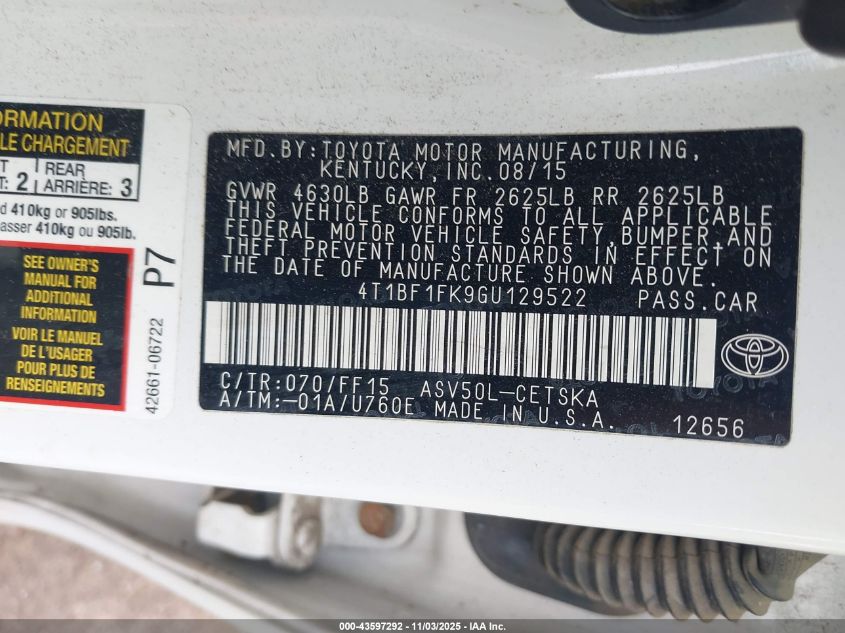 ORMATION
LE CHARGEMENT
T REAR
T: 2 ARRIÈRE: 3
d 410kg or 905lbs.
asser 410kg ou 905lb.
SEE OWNER'S
MANUAL FOR
ADDITIONAL
INFORMATION
VOIR LE MANUEL
DE L'USAGER
POUR PLUS DE
RENSEIGNEMENTS
P7
42661-06722
MFD.BY:TOYOTA MOTOR MANUFACTURING,
KENTUCKY,INC.08/15
GVWR 4630LB GAWR FR 2625LB RR 2625LB
THIS VEHICLE CONFORMS TO ALL APPLICABLE
FEDERAL MOTOR VEHICLE SAFETY,BUMPER,AND
THEFT PREVENTION STANDARDS IN EFFECT ON
THE DATE OF MANUFACTURE SHOWN ABOVE.
4T1BF1FK9GU129522 PASS.CAR
C/TR:070/FF15 ASV50L-CETSKA
A/TM:-01A/U760E MADE IN U.S.A.
12656
000-43597292 - 11/03/2025 - IAA Inc.